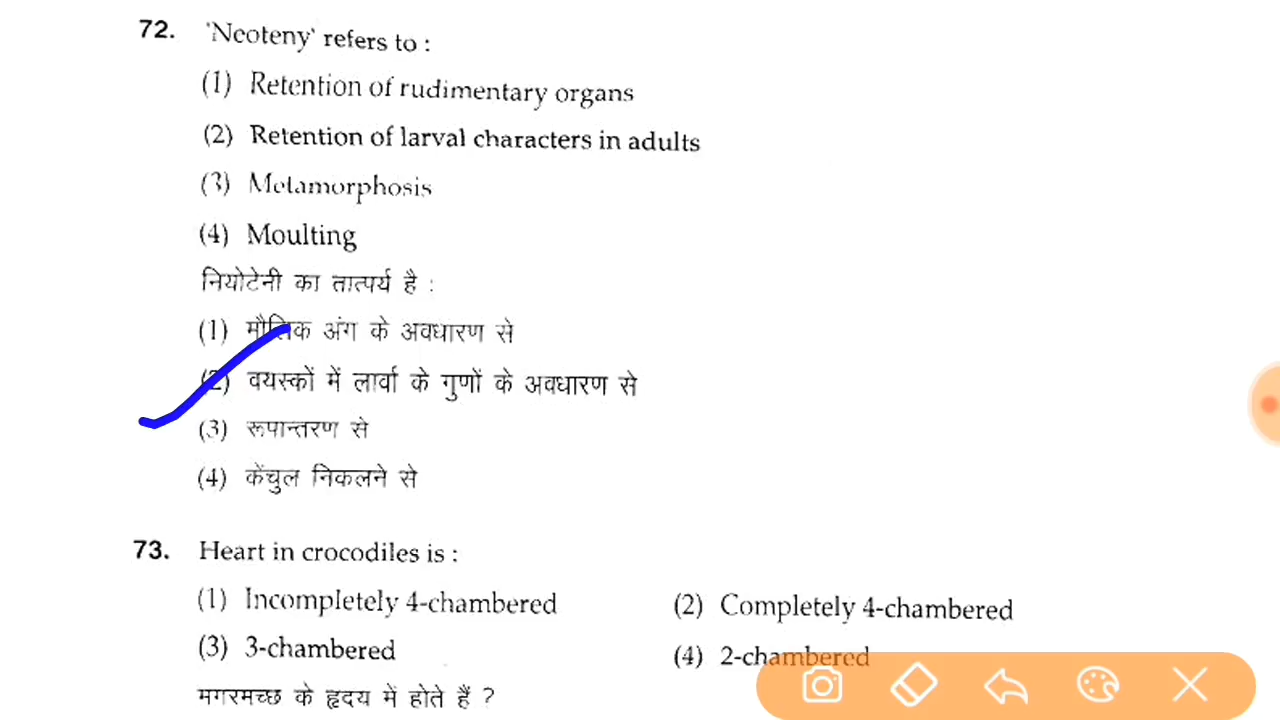 72. 'Neoteny' refers to :
(1) Retention of rudimentary organs
(2) Retention of larval characters in adults
(3) Metamorphosis
(4) Moulting
नियोटेनी का तात्पर्य है :
(1) मौलिक अंग के अवधारण से
(2) वयस्कों में लार्वा के गुणों के अवधारण से
(3) रूपान्तरण से
(4) केंचुल निकलने से
73. Heart in crocodiles is :
(1) Incompletely 4-chambered (2) Completely 4-chambered
(3) 3-chambered (4) 2-chambered
मगरमच्छ के हृदय में होते हैं ?